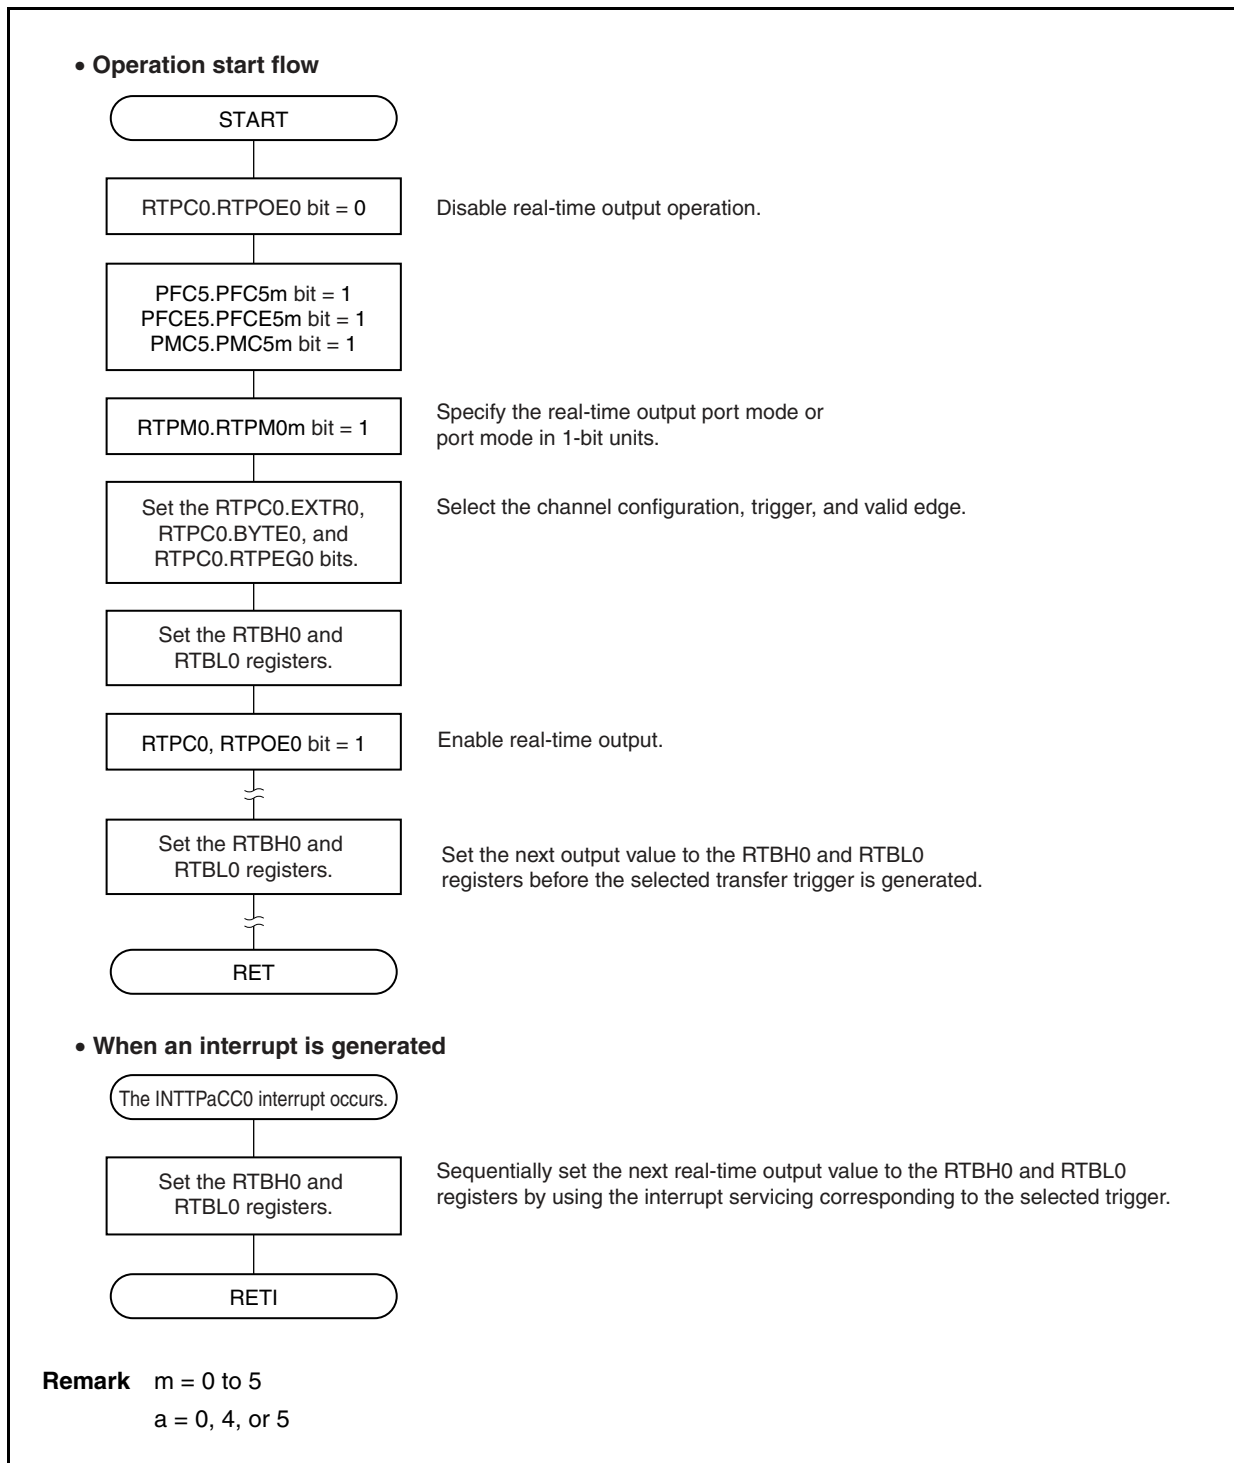 • Operation start flow
START
RTPC0.RTPOE0 bit = 0
Disable real-time output operation.
PFC5.PFC5m bit = 1
PFCE5.PFCE5m bit = 1
PMC5.PMC5m bit = 1
RTPM0.RTPM0m bit = 1
Specify the real-time output port mode or
port mode in 1-bit units.
Set the RTPC0.EXTR0,
RTPC0.BYTE0, and
RTPC0.RTPEG0 bits.
Select the channel configuration, trigger, and valid edge.
Set the RTBH0 and
RTBL0 registers.
RTPC0, RTPOE0 bit = 1
Enable real-time output.
Set the RTBH0 and
RTBL0 registers.
Set the next output value to the RTBH0 and RTBL0
registers before the selected transfer trigger is generated.
RET
• When an interrupt is generated
The INTTPaCC0 interrupt occurs.
Set the RTBH0 and
RTBL0 registers.
Sequentially set the next real-time output value to the RTBH0 and RTBL0
registers by using the interrupt servicing corresponding to the selected trigger.
RETI
Remark m = 0 to 5
a = 0, 4, or 5